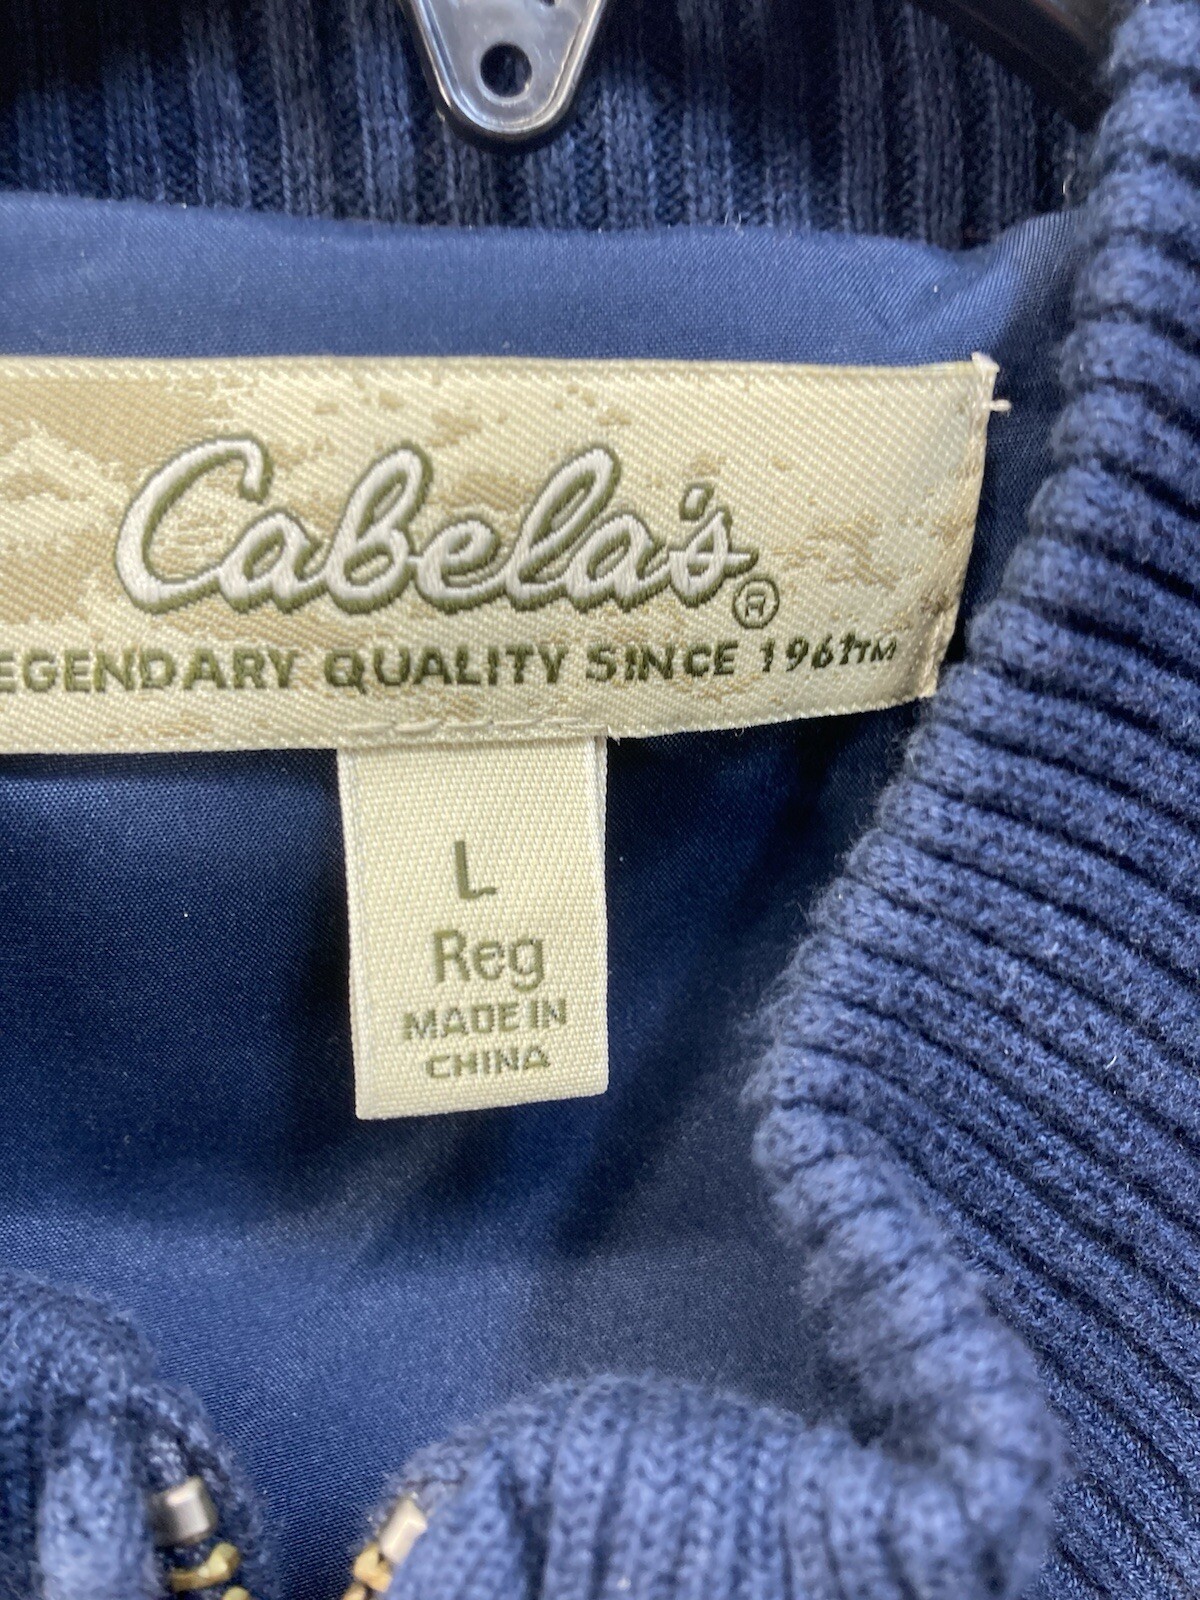 Cabela's®
EGENDARY QUALITY SINCE 1961™
L
Reg
MADE IN
CHINA